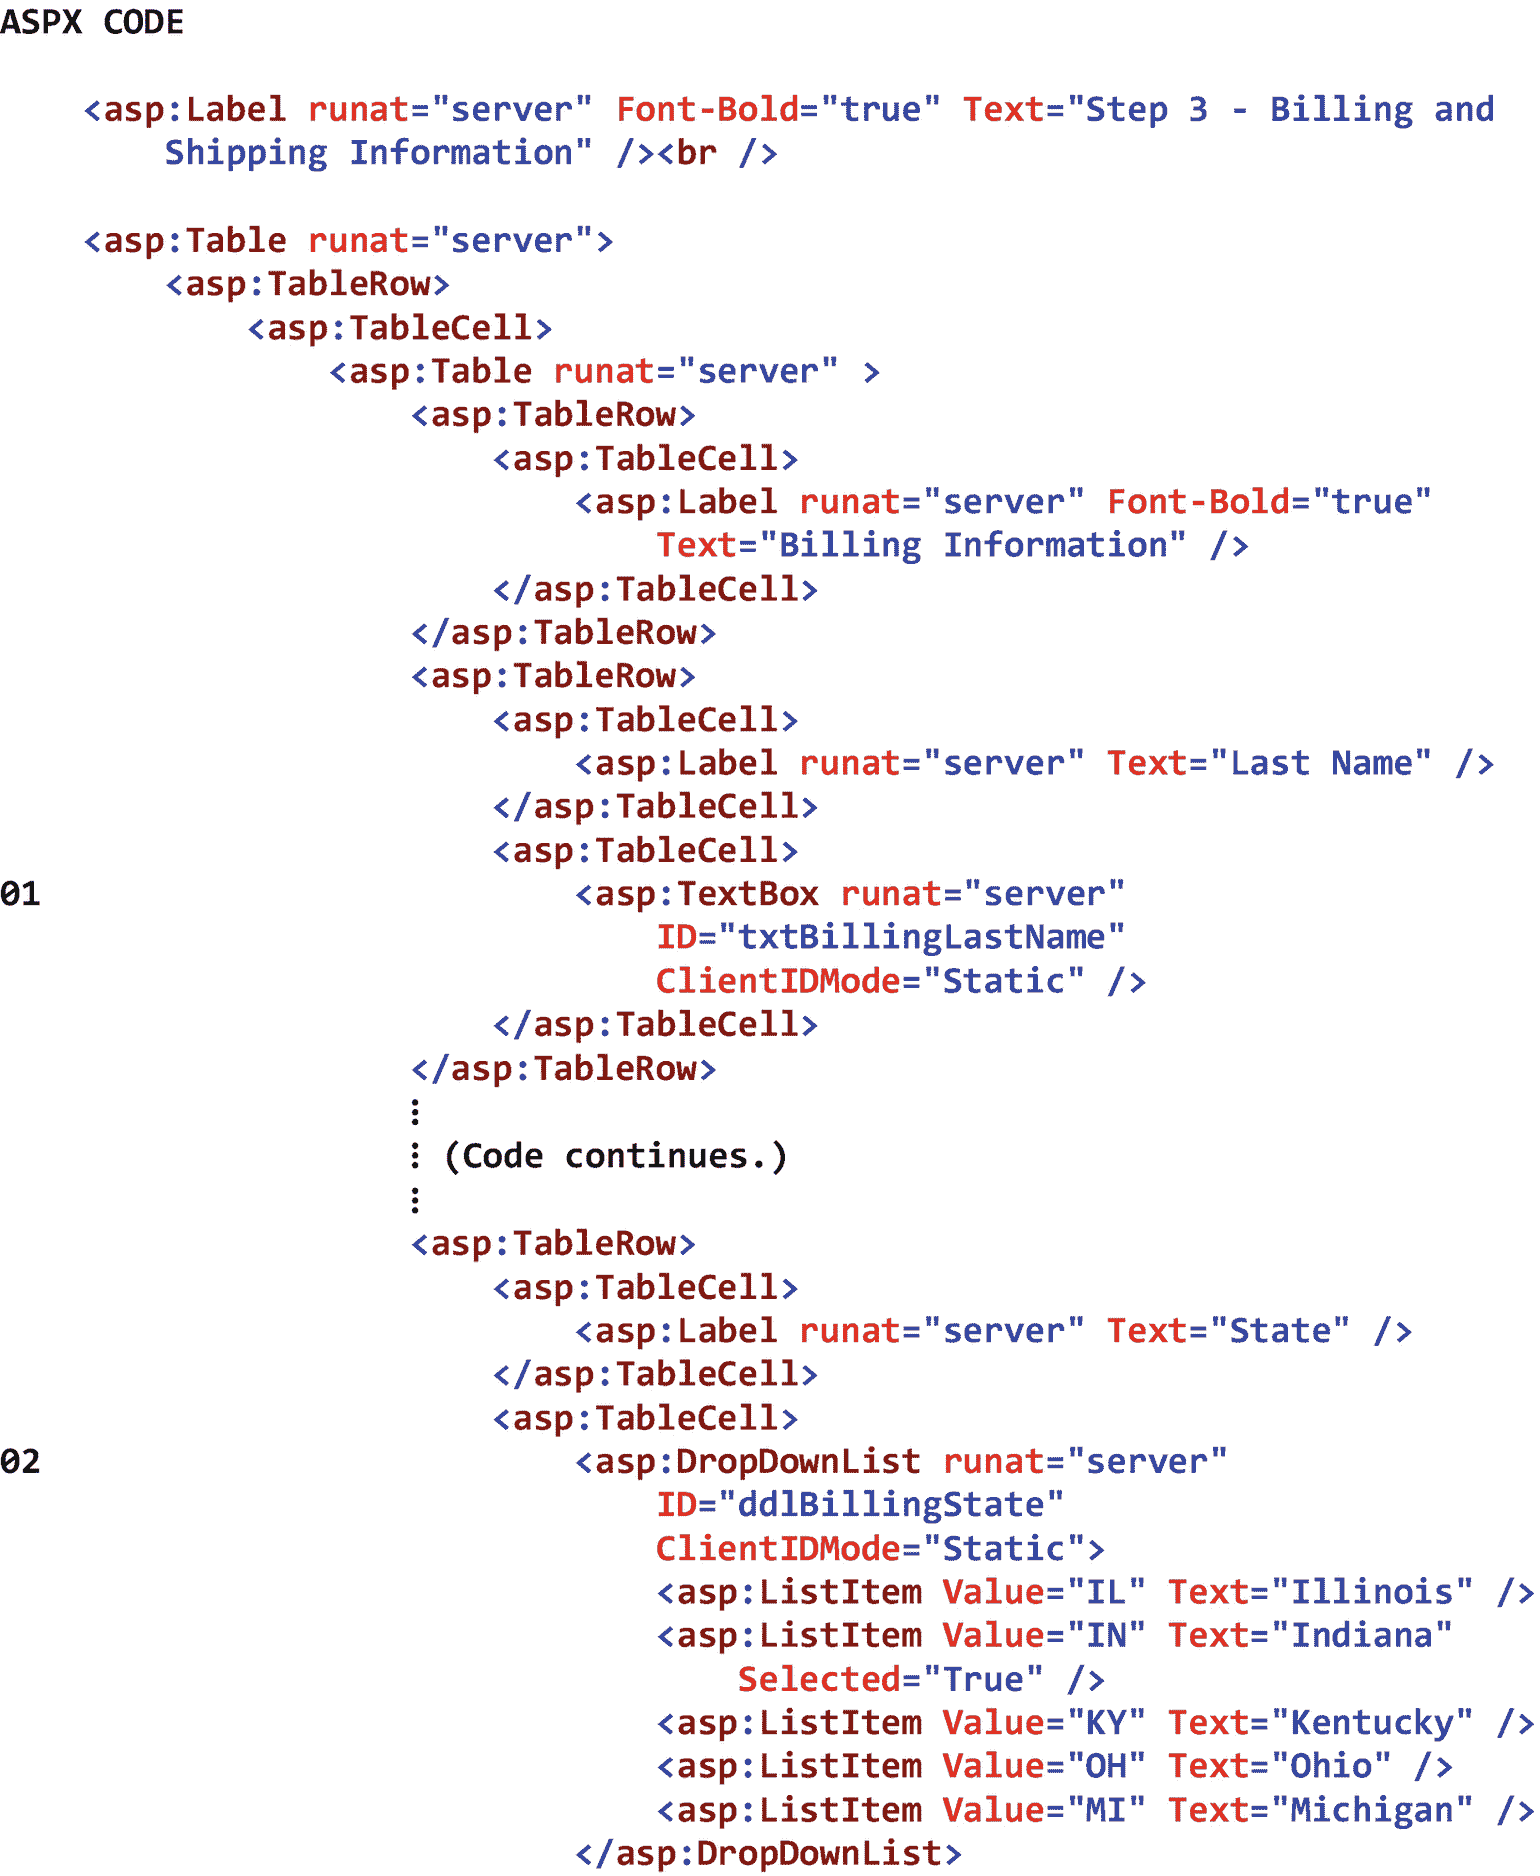 ASPX CODE
<asp:Label runat="server" Font-Bold="true" Text="Step 3 - Billing and
Shipping Information" /><br />
<asp:Table runat="server">
<asp:TableRow>
<asp:TableCell>
<asp:Table runat="server" >
<asp:TableRow>
<asp:TableCell>
<asp:Label runat="server" Font-Bold="true"
Text="Billing Information" />
</asp:TableCell>
</asp:TableRow>
<asp:TableRow>
<asp:TableCell>
<asp:Label runat="server" Text="Last Name" />
</asp:TableCell>
<asp:TableCell>
01 <asp:TextBox runat="server"
ID="txtBillingLastName"
ClientIDMode="Static" />
</asp:TableCell>
</asp:TableRow>
⋮
⋮ (Code continues.)
⋮
<asp:TableRow>
<asp:TableCell>
<asp:Label runat="server" Text="State" />
</asp:TableCell>
<asp:TableCell>
02 <asp:DropDownList runat="server"
ID="ddlBillingState"
ClientIDMode="Static">
<asp:ListItem Value="IL" Text="Illinois" />
<asp:ListItem Value="IN" Text="Indiana"
Selected="True" />
<asp:ListItem Value="KY" Text="Kentucky" />
<asp:ListItem Value="OH" Text="Ohio" />
<asp:ListItem Value="MI" Text="Michigan" />
</asp:DropDownList>